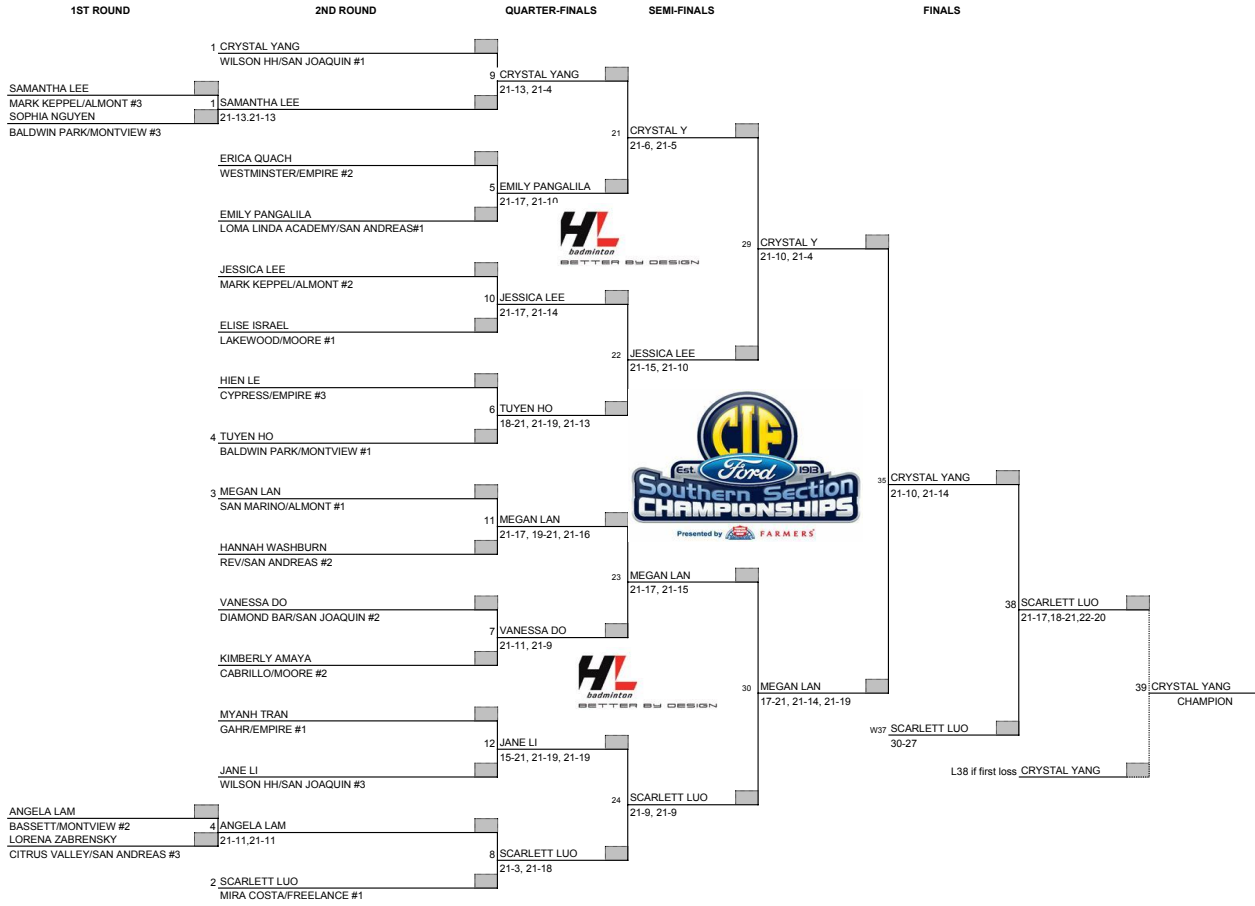 1ST ROUND
2ND ROUND
QUARTER-FINALS
SEMI-FINALS
FINALS
1 CRYSTAL YANG
WILSON HH/SAN JOAQUIN #1
SAMANTHA LEE
MARK KEPPEL/ALMONT #3
SOPHIA NGUYEN
BALDWIN PARK/MONTVIEW #3
1 SAMANTHA LEE
21-13.21-13
9 CRYSTAL YANG
21-13, 21-4
ERICA QUACH
WESTMINSTER/EMPIRE #2
EMILY PANGALILA
LOMA LINDA ACADEMY/SAN ANDREAS#1
5 EMILY PANGALILA
21-17, 21-10
21 CRYSTAL Y
21-6, 21-5
HL
badminton
BETTER BY DESIGN
JESSICA LEE
MARK KEPPEL/ALMONT #2
ELISE ISRAEL
LAKEWOOD/MOORE #1
10 JESSICA LEE
21-17, 21-14
HIEN LE
CYPRESS/EMPIRE #3
4 TUYEN HO
BALDWIN PARK/MONTVIEW #1
6 TUYEN HO
18-21, 21-19, 21-13
22 JESSICA LEE
21-15, 21-10
29 CRYSTAL Y
21-10, 21-4
CIF
Est. Ford 1913
Southern Section
CHAMPIONSHIPS
Presented by FARMERS
3 MEGAN LAN
SAN MARINO/ALMONT #1
HANNAH WASHBURN
REV/SAN ANDREAS #2
11 MEGAN LAN
21-17, 19-21, 21-16
VANESSA DO
DIAMOND BAR/SAN JOAQUIN #2
KIMBERLY AMAYA
CABRILLO/MOORE #2
7 VANESSA DO
21-11, 21-9
23 MEGAN LAN
21-17, 21-15
HL
badminton
BETTER BY DESIGN
MYANH TRAN
GAHR/EMPIRE #1
JANE LI
WILSON HH/SAN JOAQUIN #3
12 JANE LI
15-21, 21-19, 21-19
ANGELA LAM
BASSETT/MONTVIEW #2
LORENA ZABRENSKY
CITRUS VALLEY/SAN ANDREAS #3
4 ANGELA LAM
21-11,21-11
2 SCARLETT LUO
MIRA COSTA/FREELANCE #1
8 SCARLETT LUO
21-3, 21-18
24 SCARLETT LUO
21-9, 21-9
30 MEGAN LAN
17-21, 21-14, 21-19
35 CRYSTAL YANG
21-10, 21-14
W37 SCARLETT LUO
30-27
38 SCARLETT LUO
21-17,18-21,22-20
L38 if first loss CRYSTAL YANG
39 CRYSTAL YANG
CHAMPION